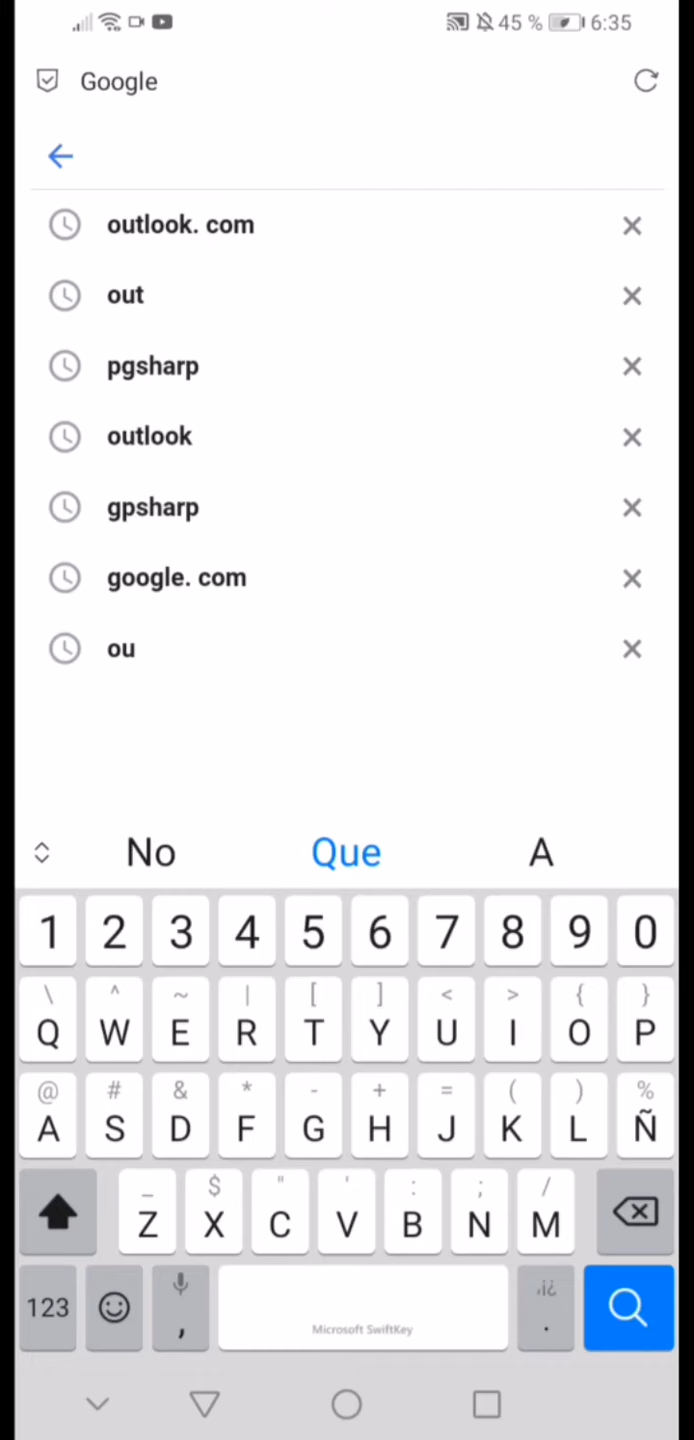 45 % 6:35
Google
outlook. com
out
pgsharp
outlook
gpsharp
google. com
ou
No Que A
1 2 3 4 5 6 7 8 9 0
\ ^ ~ | [ ] < > { }
Q W E R T Y U I O P
@ # & * - + = ( ) %
A S D F G H J K L Ñ
_ $ " ' : ; /
Z X C V B N M
123 , Microsoft SwiftKey ,¡¿ .